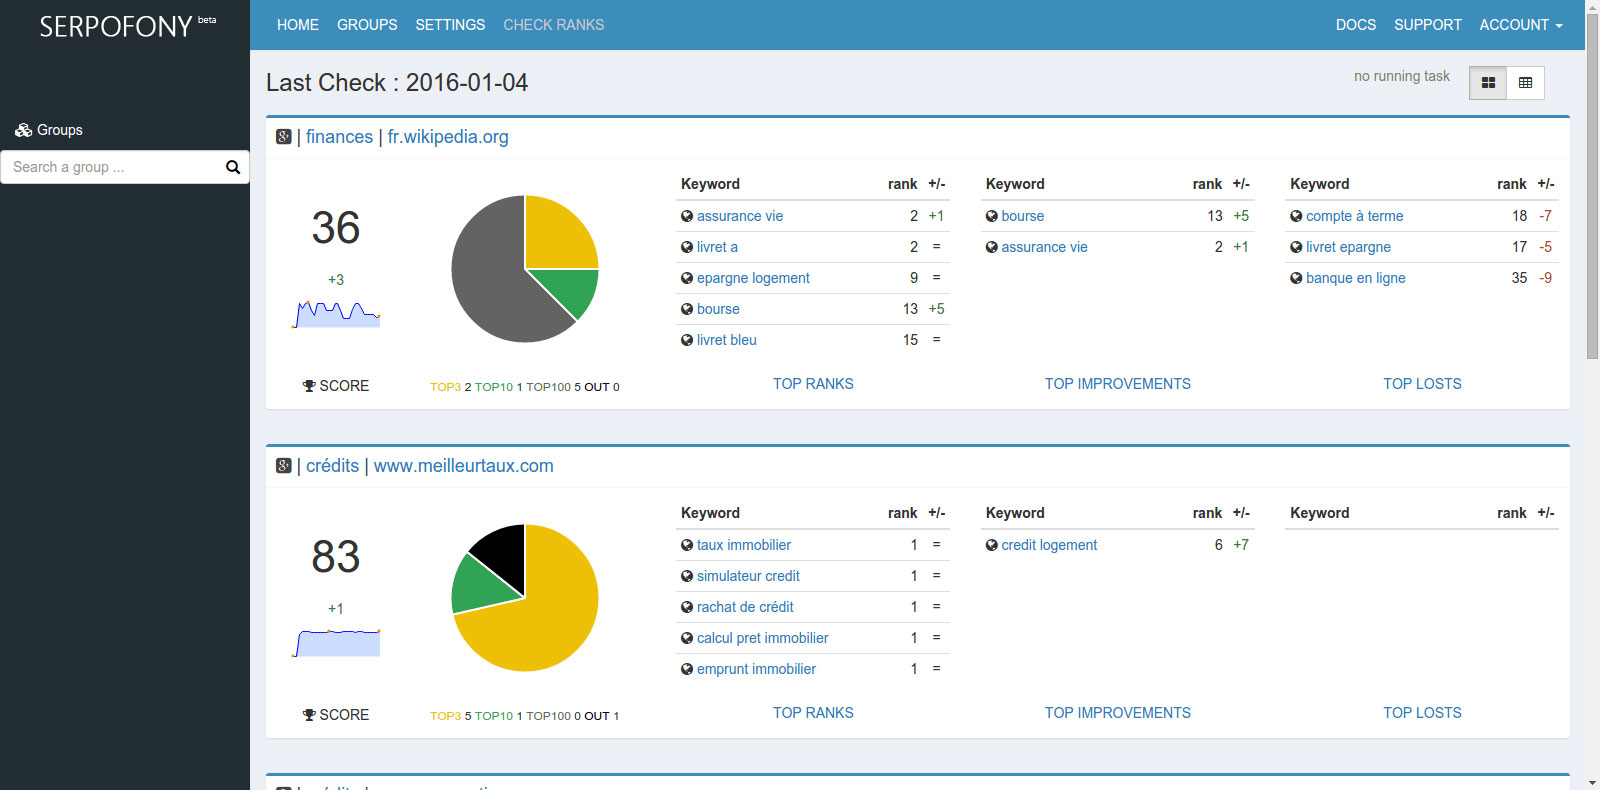 SERPOFONY beta
HOME GROUPS SETTINGS CHECK RANKS DOCS SUPPORT ACCOUNT
Last Check : 2016-01-04
no running task
Groups
Search a group ...
| finances | fr.wikipedia.org
36
+3
SCORE
TOP3 2 TOP10 1 TOP100 5 OUT 0
Keyword rank +/-
assurance vie 2 +1
livret a 2 =
epargne logement 9 =
bourse 13 +5
livret bleu 15 =
TOP RANKS
Keyword rank +/-
bourse 13 +5
assurance vie 2 +1
TOP IMPROVEMENTS
Keyword rank +/-
compte à terme 18 -7
livret epargne 17 -5
banque en ligne 35 -9
TOP LOSTS
| crédits | www.meilleurtaux.com
83
+1
SCORE
TOP3 5 TOP10 1 TOP100 0 OUT 1
Keyword rank +/-
taux immobilier 1 =
simulateur credit 1 =
rachat de crédit 1 =
calcul pret immobilier 1 =
emprunt immobilier 1 =
TOP RANKS
Keyword rank +/-
credit logement 6 +7
TOP IMPROVEMENTS
Keyword rank +/-
TOP LOSTS